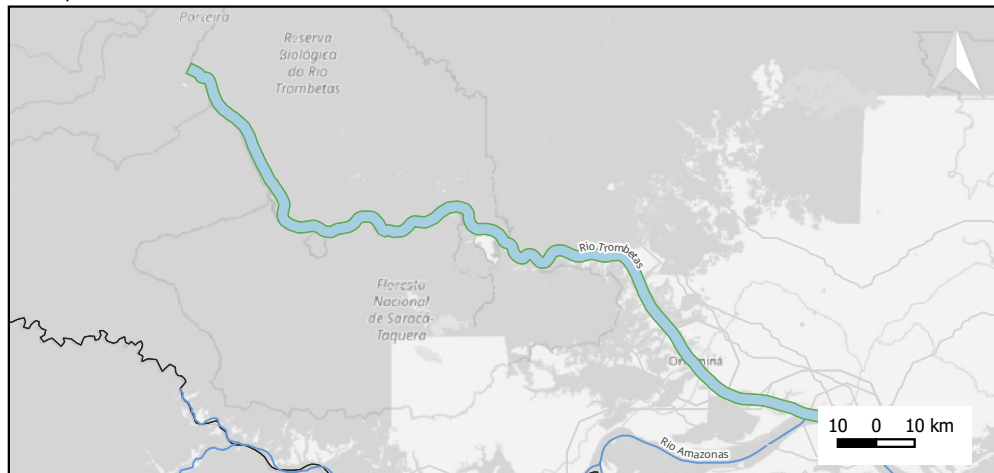 Porteira
Reserva
Biológica
do Rio
Trombetas
Rio Trombetas
Floresta
Nacional
de Saracá-
Taquera
Rio Amazonas
10 0 10 km